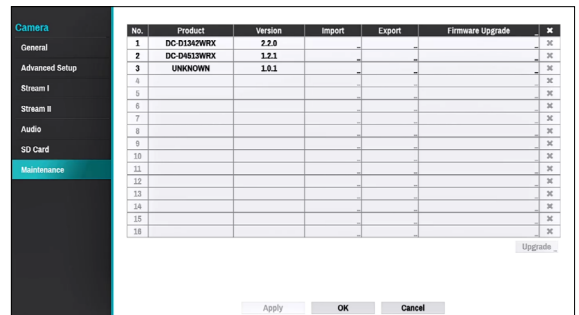 Camera
General
Advanced Setup
Stream I
Stream II
Audio
SD Card
Maintenance
No. Product Version Import Export Firmware Upgrade
1 DC-D1342WRX 2.2.0
2 DC-D4513WRX 1.2.1
3 UNKNOWN 1.0.1
4
5
6
7
8
9
10
11
12
13
14
15
16
Upgrade
Apply OK Cancel